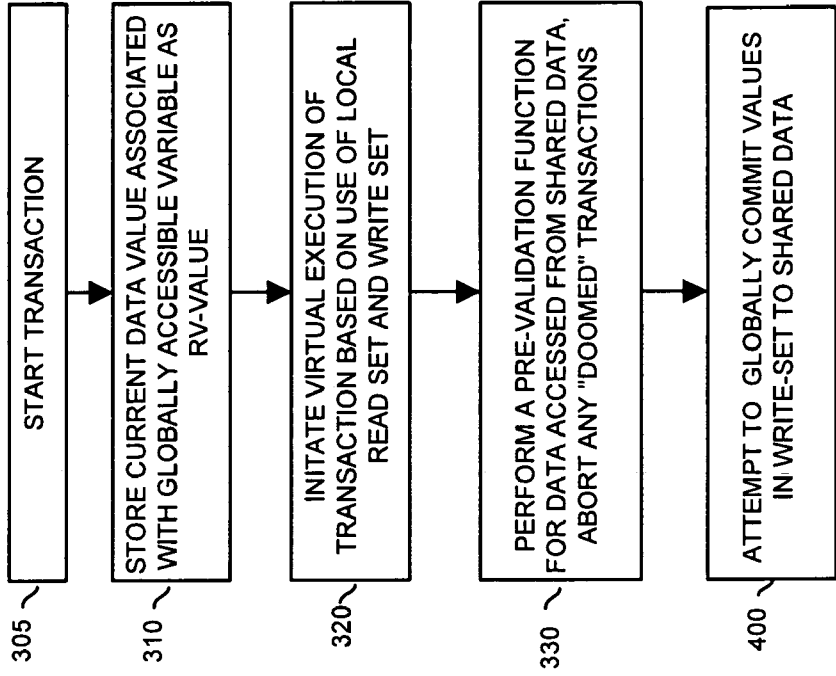 305
START TRANSACTION
310
STORE CURRENT DATA VALUE ASSOCIATED
WITH GLOBALLY ACCESSIBLE VARIABLE AS
RV-VALUE
320
INITATE VIRTUAL EXECUTION OF
TRANSACTION BASED ON USE OF LOCAL
READ SET AND WRITE SET
330
PERFORM A PRE-VALIDATION FUNCTION
FOR DATA ACCESSED FROM SHARED DATA,
ABORT ANY "DOOMED" TRANSACTIONS
400
ATTEMPT TO GLOBALLY COMMIT VALUES
IN WRITE-SET TO SHARED DATA